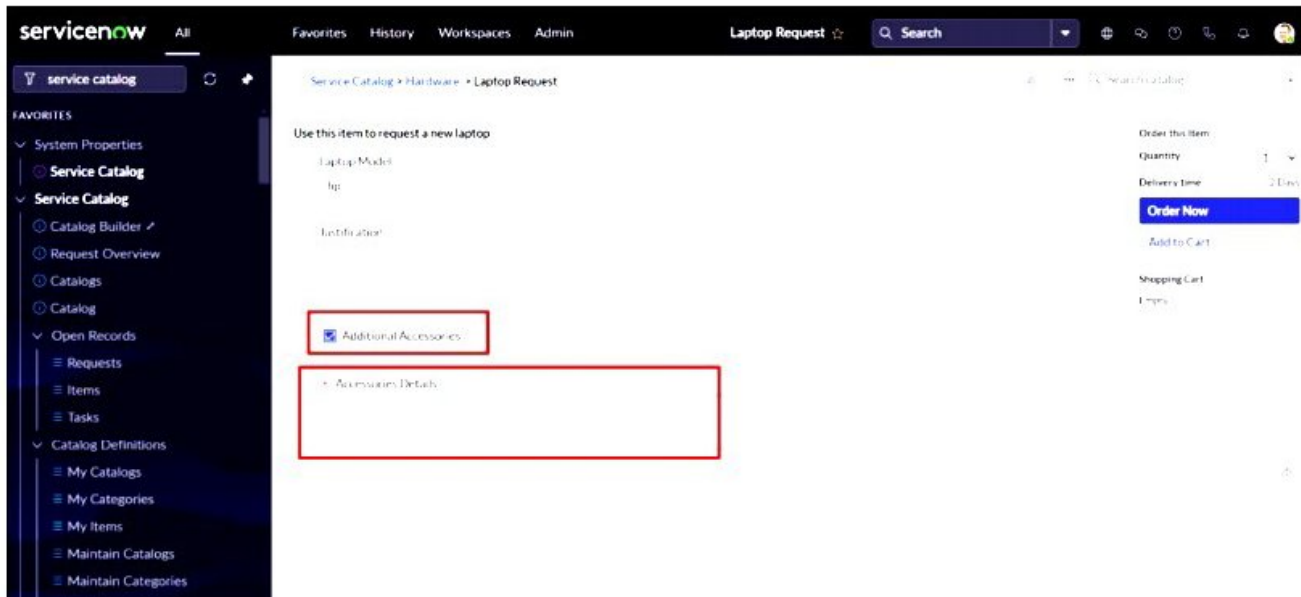 servicenow All Favorites History Workspaces Admin Laptop Request Search
service catalog
Service Catalog > Hardware > Laptop Request
Search catalog
FAVORITES
System Properties
Service Catalog
Service Catalog
Catalog Builder
Request Overview
Catalogs
Catalog
Open Records
Requests
Items
Tasks
Catalog Definitions
My Catalogs
My Categories
My Items
Maintain Catalogs
Maintain Categories
Use this item to request a new laptop
Laptop Model
hp
Justification
Additional Accessories
* Accessories Details
Order this Item
Quantity 1
Delivery time 2 Days
Order Now
Add to Cart
Shopping Cart
Empty